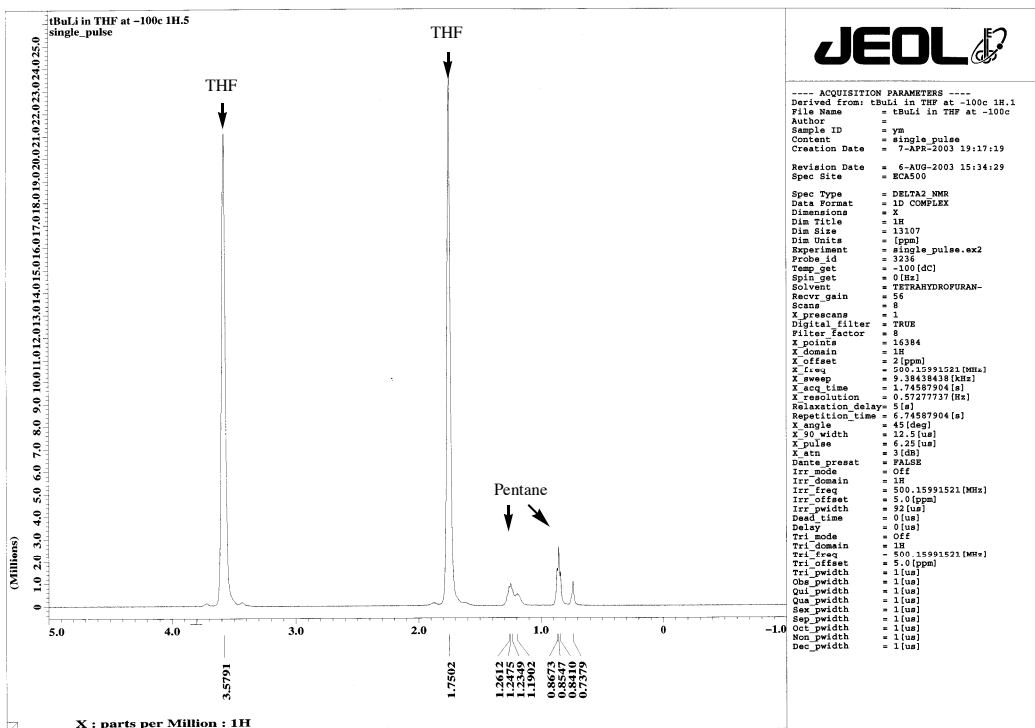 tBuLi in THF at -100c 1H.5
single_pulse
THF
THF
Pentane
(Millions)
0 1.0 2.0 3.0 4.0 5.0 6.0 7.0 8.0 9.0 10.0 11.0 12.0 13.0 14.0 15.0 16.0 17.0 18.0 19.0 20.0 21.0 22.0 23.0 24.0 25.0
5.0 4.0 3.0 2.0 1.0 0 -1.0
3.5791
1.7502
1.2612
1.2475
1.2349
1.1902
0.8673
0.8547
0.8410
0.7379
X : parts per Million : 1H
JEOL
---- ACQUISITION PARAMETERS ----
Derived from: tBuLi in THF at -100c 1H.1
File Name = tBuLi in THF at -100c
Author =
Sample ID = ym
Content = single_pulse
Creation Date = 7-APR-2003 19:17:19
Revision Date = 6-AUG-2003 15:34:29
Spec Site = ECA500
Spec Type = DELTA2_NMR
Data Format = 1D COMPLEX
Dimensions = X
Dim Title = 1H
Dim Size = 13107
Dim Units = [ppm]
Experiment = single_pulse.ex2
Probe_id = 3236
Temp_get = -100[dC]
Spin_get = 0[Hz]
Solvent = TETRAHYDROFURAN-
Recvr_gain = 56
Scans = 8
X_prescans = 1
Digital_filter = TRUE
Filter_factor = 8
X_points = 16384
X_domain = 1H
X_offset = 2[ppm]
X_freq = 500.15991521[MHz]
X_sweep = 9.38438438[kHz]
X_acq_time = 1.74587904[s]
X_resolution = 0.57277737[Hz]
Relaxation_delay= 5[s]
Repetition_time = 6.74587904[s]
X_angle = 45[deg]
X_90_width = 12.5[us]
X_pulse = 6.25[us]
X_atn = 3[dB]
Dante_presat = FALSE
Irr_mode = Off
Irr_domain = 1H
Irr_freq = 500.15991521[MHz]
Irr_offset = 5.0[ppm]
Irr_pwidth = 92[us]
Dead_time = 0[us]
Delay = 0[us]
Tri_mode = Off
Tri_domain = 1H
Tri_freq = 500.15991521[MHz]
Tri_offset = 5.0[ppm]
Tri_pwidth = 1[us]
Obs_pwidth = 1[us]
Qui_pwidth = 1[us]
Qua_pwidth = 1[us]
Sex_pwidth = 1[us]
Sep_pwidth = 1[us]
Oct_pwidth = 1[us]
Non_pwidth = 1[us]
Dec_pwidth = 1[us]